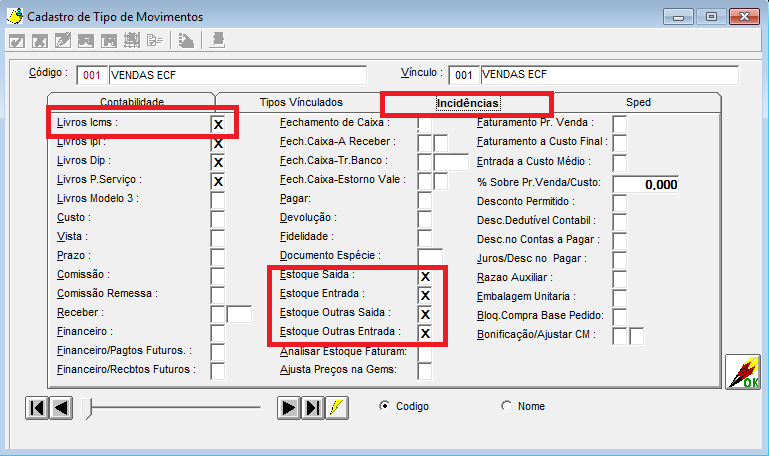 Cadastro de Tipo de Movimentos
Código : 001 VENDAS ECF Vínculo : 001 VENDAS ECF
Contabilidade Tipos Vínculados Incidências Sped
Livros Icms : X
Livros Ipi : X
Livros Dip : X
Livros P.Serviço : X
Livros Modelo 3 :
Custo :
Vista :
Prazo :
Comissão :
Comissão Remessa :
Receber :
Financeiro :
Financeiro/Pagtos Futuros. :
Financeiro/Recbtos Futuros :
Fechamento de Caixa :
Fech.Caixa-A Receber :
Fech.Caixa-Tr.Banco :
Fech.Caixa-Estorno Vale :
Pagar:
Devolução :
Fidelidade :
Documento Espécie :
Estoque Saida : X
Estoque Entrada : X
Estoque Outras Saida : X
Estoque Outras Entrada : X
Analisar Estoque Faturam:
Ajusta Preços na Gems:
Faturamento Pr. Venda :
Faturamento a Custo Final :
Entrada a Custo Médio :
% Sobre Pr.Venda/Custo: 0,000
Desconto Permitido :
Desc.Dedutível Contabil :
Desc.no Contas a Pagar :
Juros/Desc no Pagar :
Razao Auxiliar :
Embalagem Unitaria :
Bloq.Compra Base Pedido:
Bonificação/Ajustar CM :
OK
Codigo Nome